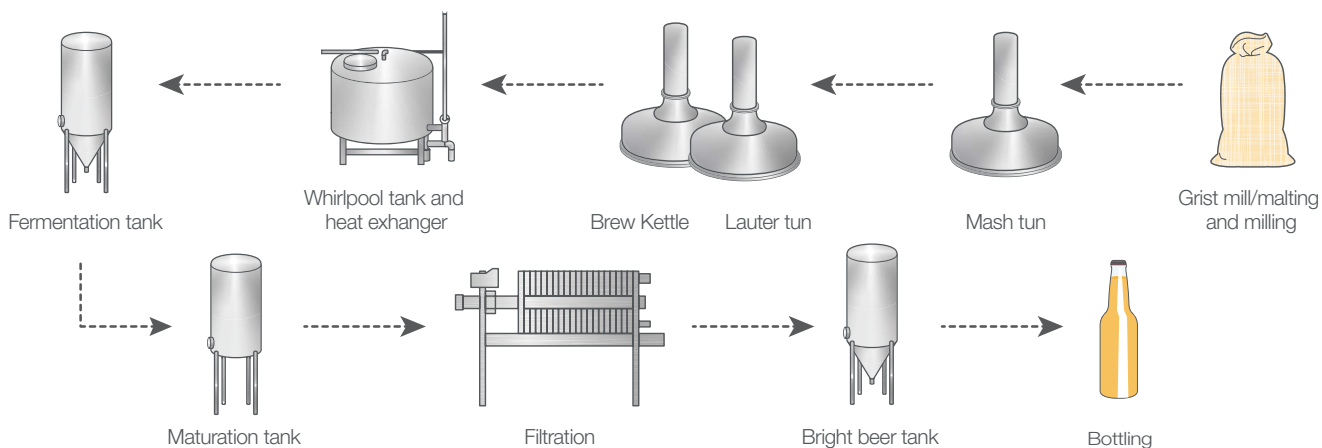 Fermentation tank
Whirlpool tank and
heat exhanger
Brew Kettle
Lauter tun
Mash tun
Grist mill/malting
and milling
Maturation tank
Filtration
Bright beer tank
Bottling